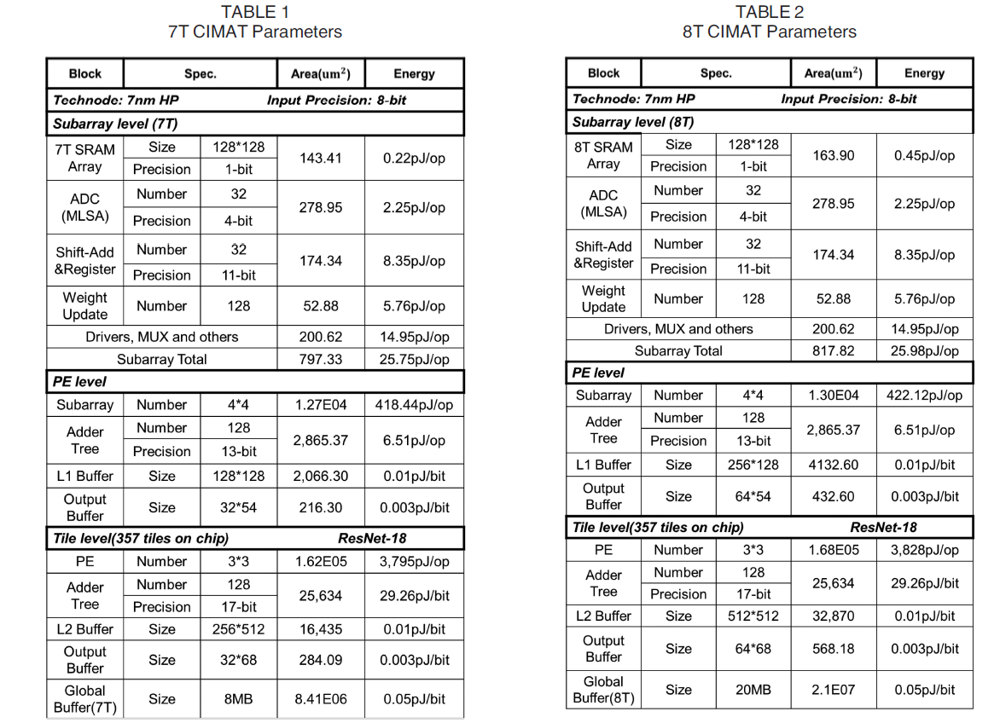 TABLE 1
7T CIMAT Parameters
Block Spec. Area(um²) Energy
Technode: 7nm HP Input Precision: 8-bit
Subarray level (7T)
7T SRAM Array Size 128*128 143.41 0.22pJ/op
Precision 1-bit
ADC (MLSA) Number 32 278.95 2.25pJ/op
Precision 4-bit
Shift-Add &Register Number 32 174.34 8.35pJ/op
Precision 11-bit
Weight Update Number 128 52.88 5.76pJ/op
Drivers, MUX and others 200.62 14.95pJ/op
Subarray Total 797.33 25.75pJ/op
PE level
Subarray Number 4*4 1.27E04 418.44pJ/op
Adder Tree Number 128 2,865.37 6.51pJ/op
Precision 13-bit
L1 Buffer Size 128*128 2,066.30 0.01pJ/bit
Output Buffer Size 32*54 216.30 0.003pJ/bit
Tile level(357 tiles on chip) ResNet-18
PE Number 3*3 1.62E05 3,795pJ/op
Adder Tree Number 128 25,634 29.26pJ/bit
Precision 17-bit
L2 Buffer Size 256*512 16,435 0.01pJ/bit
Output Buffer Size 32*68 284.09 0.003pJ/bit
Global Buffer(7T) Size 8MB 8.41E06 0.05pJ/bit
TABLE 2
8T CIMAT Parameters
Block Spec. Area(um²) Energy
Technode: 7nm HP Input Precision: 8-bit
Subarray level (8T)
8T SRAM Array Size 128*128 163.90 0.45pJ/op
Precision 1-bit
ADC (MLSA) Number 32 278.95 2.25pJ/op
Precision 4-bit
Shift-Add &Register Number 32 174.34 8.35pJ/op
Precision 11-bit
Weight Update Number 128 52.88 5.76pJ/op
Drivers, MUX and others 200.62 14.95pJ/op
Subarray Total 817.82 25.98pJ/op
PE level
Subarray Number 4*4 1.30E04 422.12pJ/op
Adder Tree Number 128 2,865.37 6.51pJ/op
Precision 13-bit
L1 Buffer Size 256*128 4132.60 0.01pJ/bit
Output Buffer Size 64*54 432.60 0.003pJ/bit
Tile level(357 tiles on chip) ResNet-18
PE Number 3*3 1.68E05 3,828pJ/op
Adder Tree Number 128 25,634 29.26pJ/bit
Precision 17-bit
L2 Buffer Size 512*512 32,870 0.01pJ/bit
Output Buffer Size 64*68 568.18 0.003pJ/bit
Global Buffer(8T) Size 20MB 2.1E07 0.05pJ/bit